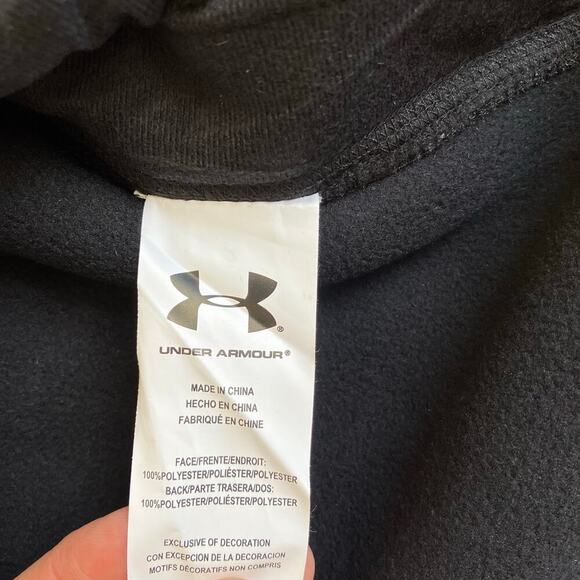 UNDER ARMOUR®
MADE IN CHINA
HECHO EN CHINA
FABRIQUÉ EN CHINE
FACE/FRENTE/ENDROIT:
100%POLYESTER/POLIÉSTER/POLYESTER
BACK/PARTE TRASERA/DOS:
100%POLYESTER/POLIÉSTER/POLYESTER
EXCLUSIVE OF DECORATION
CON EXCEPCION DE LA DECORACION
MOTIFS DÉCORATIFS NON COMPRIS